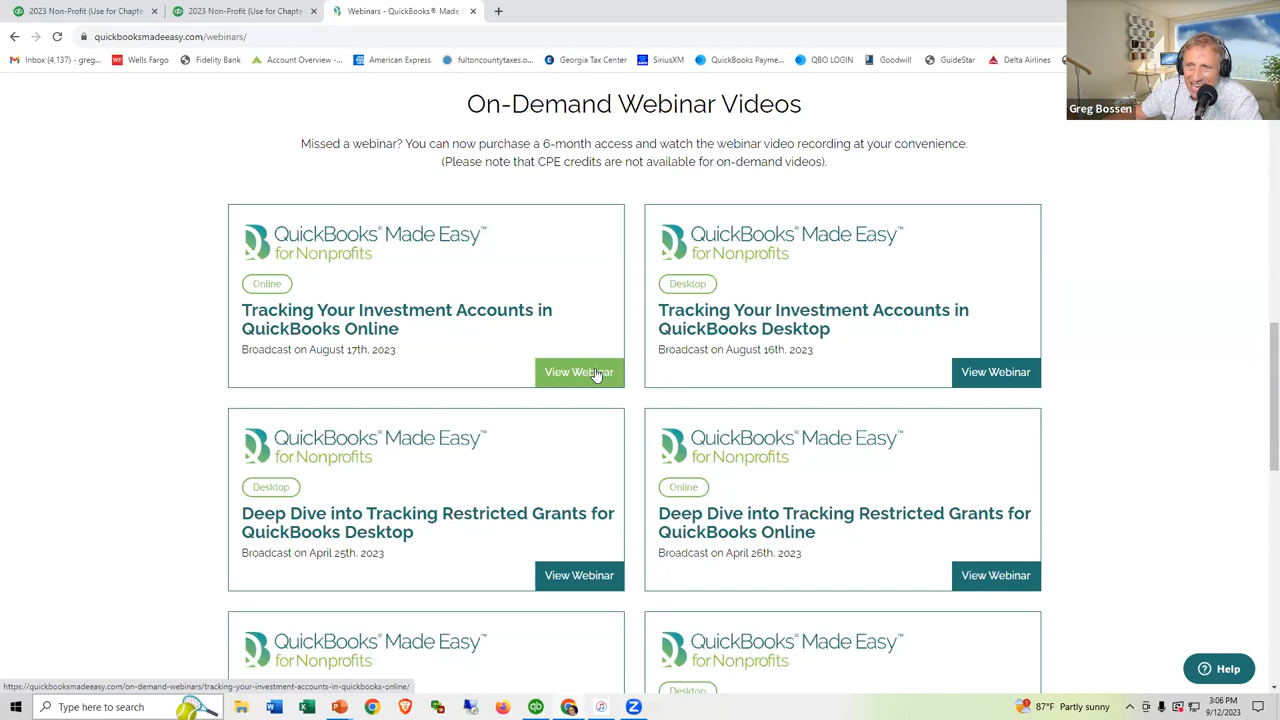 2023 Non-Profit (Use for Chapte
2023 Non-Profit (Use for Chapte
Webinars - QuickBooks® Made
quickbooksmadeeasy.com/webinars/
Inbox (4,137) - greg...
Wells Fargo
Fidelity Bank
Account Overview -...
American Express
fultoncountytaxes.o...
Georgia Tax Center
SiriusXM
QuickBooks Payme...
QBO LOGIN
Goodwill
GuideStar
Delta Airlines
Greg Bossen
On-Demand Webinar Videos
Missed a webinar? You can now purchase a 6-month access and watch the webinar video recording at your convenience.
(Please note that CPE credits are not available for on-demand videos).
QuickBooks® Made Easy™
for Nonprofits
Online
Tracking Your Investment Accounts in
QuickBooks Online
Broadcast on August 17th, 2023
View Webinar
QuickBooks® Made Easy™
for Nonprofits
Desktop
Tracking Your Investment Accounts in
QuickBooks Desktop
Broadcast on August 16th, 2023
View Webinar
QuickBooks® Made Easy™
for Nonprofits
Desktop
Deep Dive into Tracking Restricted Grants for
QuickBooks Desktop
Broadcast on April 25th, 2023
View Webinar
QuickBooks® Made Easy™
for Nonprofits
Online
Deep Dive into Tracking Restricted Grants for
QuickBooks Online
Broadcast on April 26th, 2023
View Webinar
QuickBooks® Made Easy™
for Nonprofits
QuickBooks® Made Easy™
for Nonprofits
Desktop
Help
https://quickbooksmadeeasy.com/on-demand-webinars/tracking-your-investment-accounts-in-quickbooks-online/
Type here to search
87°F Partly sunny
3:06 PM
9/12/2023